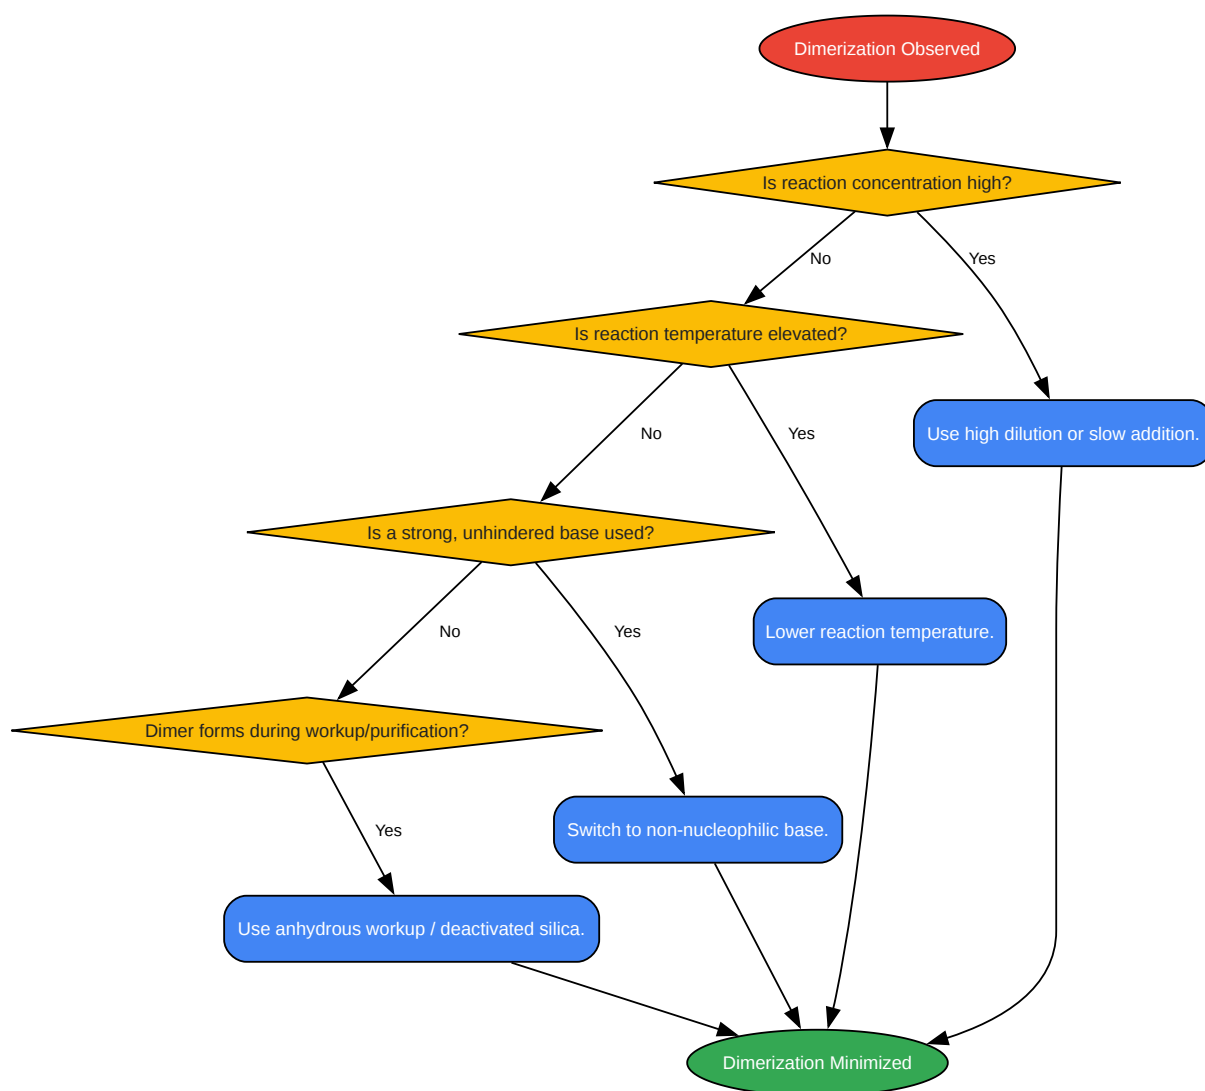 Dimerization Observed
Is reaction concentration high?
No
Yes
Is reaction temperature elevated?
No
Yes
Use high dilution or slow addition.
Is a strong, unhindered base used?
No
Yes
Lower reaction temperature.
Dimer forms during workup/purification?
Yes
Switch to non-nucleophilic base.
Use anhydrous workup / deactivated silica.
Dimerization Minimized